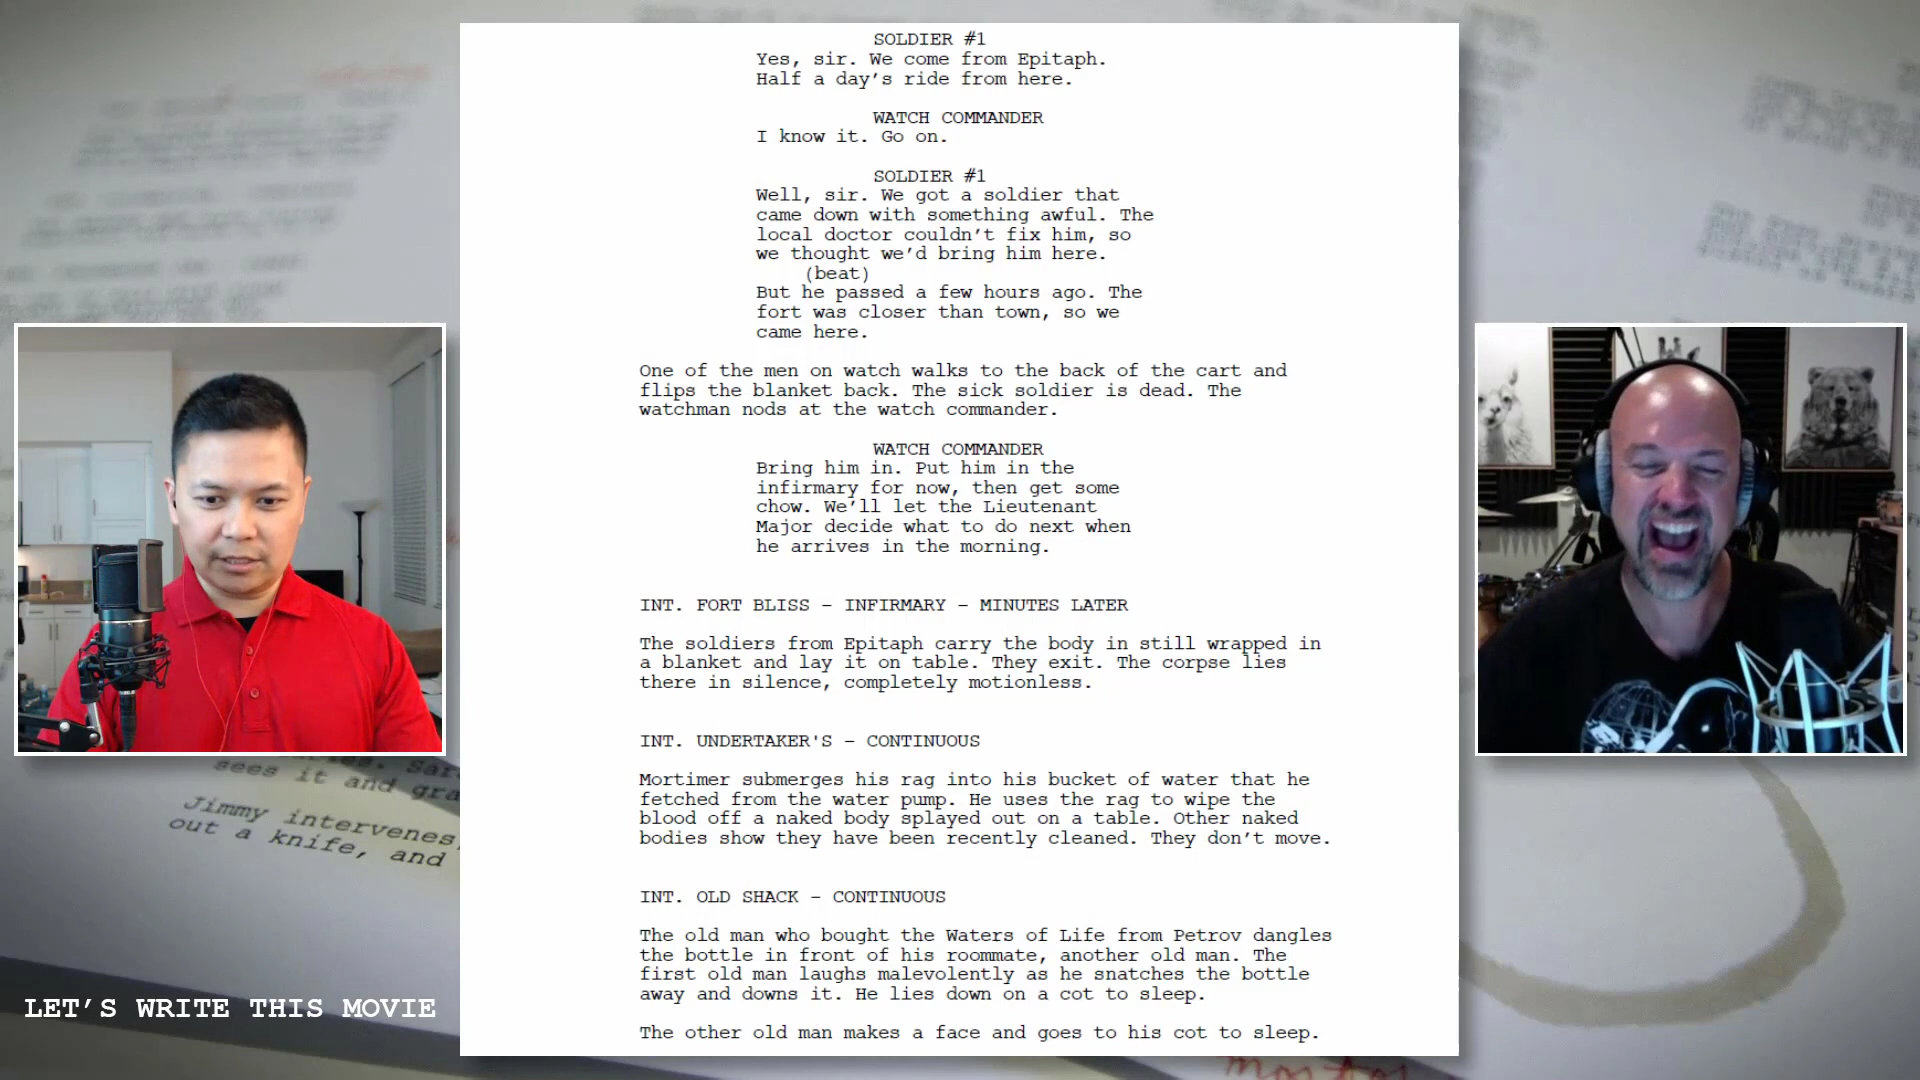 SOLDIER #1
Yes, sir. We come from Epitaph.
Half a day's ride from here.
WATCH COMMANDER
I know it. Go on.
SOLDIER #1
Well, sir. We got a soldier that
came down with something awful. The
local doctor couldn't fix him, so
we thought we'd bring him here.
(beat)
But he passed a few hours ago. The
fort was closer than town, so we
came here.
One of the men on watch walks to the back of the cart and
flips the blanket back. The sick soldier is dead. The
watchman nods at the watch commander.
WATCH COMMANDER
Bring him in. Put him in the
infirmary for now, then get some
chow. We'll let the Lieutenant
Major decide what to do next when
he arrives in the morning.
INT. FORT BLISS – INFIRMARY – MINUTES LATER
The soldiers from Epitaph carry the body in still wrapped in
a blanket and lay it on table. They exit. The corpse lies
there in silence, completely motionless.
INT. UNDERTAKER'S – CONTINUOUS
Mortimer submerges his rag into his bucket of water that he
fetched from the water pump. He uses the rag to wipe the
blood off a naked body splayed out on a table. Other naked
bodies show they have been recently cleaned. They don't move.
INT. OLD SHACK – CONTINUOUS
The old man who bought the Waters of Life from Petrov dangles
the bottle in front of his roommate, another old man. The
first old man laughs malevolently as he snatches the bottle
away and downs it. He lies down on a cot to sleep.
The other old man makes a face and goes to his cot to sleep.
sees it and gra
Jimmy intervenes
out a knife, and
LET'S WRITE THIS MOVIE